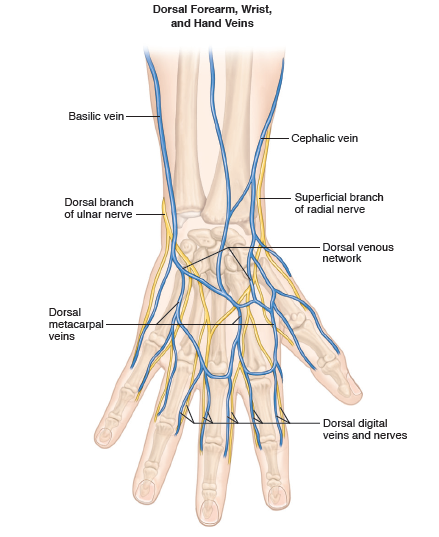 Dorsal Forearm, Wrist,
and Hand Veins
Basilic vein
Cephalic vein
Dorsal branch
of ulnar nerve
Superficial branch
of radial nerve
Dorsal venous
network
Dorsal
metacarpal
veins
Dorsal digital
veins and nerves